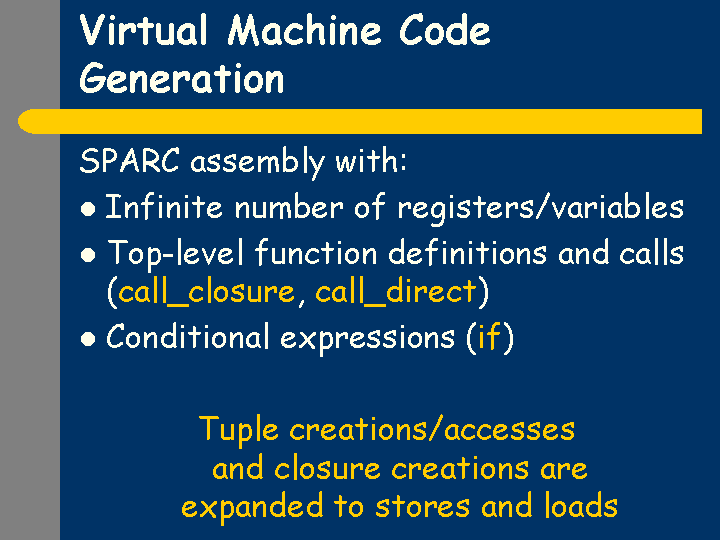 Virtual Machine Code
Generation
SPARC assembly with:
● Infinite number of registers/variables
● Top-level function definitions and calls
(call_closure, call_direct)
● Conditional expressions (if)
Tuple creations/accesses
and closure creations are
expanded to stores and loads